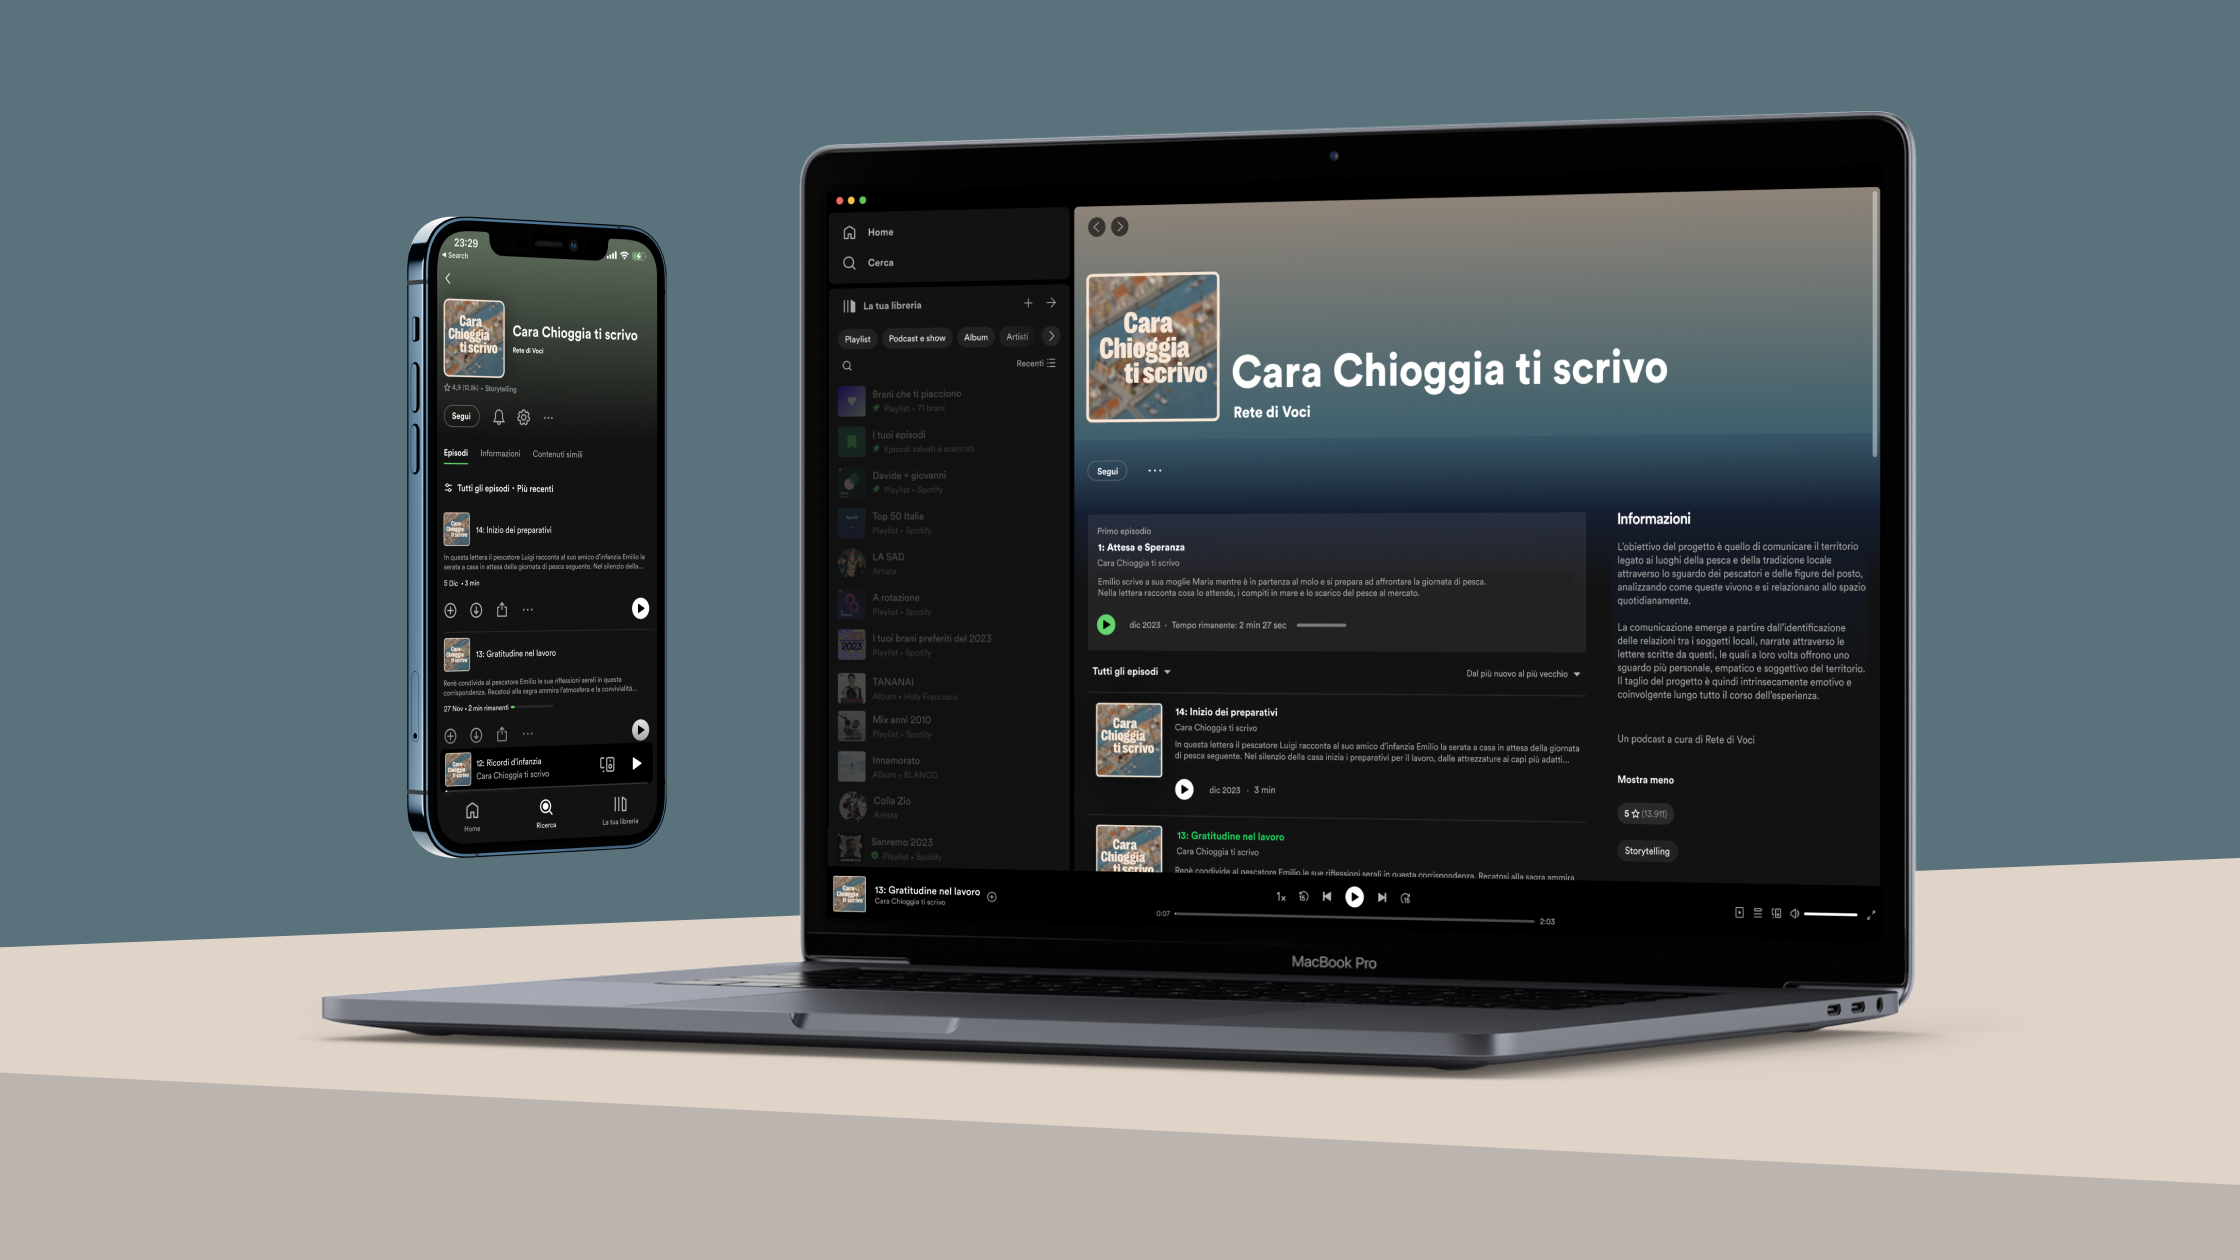 23:29
Search
Cara
Chioggia
ti scrivo
Cara Chioggia ti scrivo
Rete di Voci
4,9 (12,8k) • Storytelling
Segui
Episodi
Informazioni
Contenuti simili
Tutti gli episodi • Più recenti
14: Inizio dei preparativi
In questa lettera il pescatore Luigi racconta al suo amico d'infanzia Emilio la
serata a casa in attesa della giornata di pesca seguente. Nel silenzio della...
5 Dic • 3 min
13: Gratitudine nel lavoro
Renè condivide al pescatore Emilio le sue riflessioni serali in questa
corrispondenza. Recatosi alla sagra ammira l'atmosfera e la convivialità...
27 Nov • 2 min rimanenti
12: Ricordi d'infanzia
Cara Chioggia ti scrivo
Home
Ricerca
La tua libreria
Home
Cerca
La tua libreria
Playlist
Podcast e show
Album
Artisti
Recenti
Brani che ti piacciono
Playlist • 71 brani
I tuoi episodi
Episodi salvati e scaricati
Davide + giovanni
Playlist • Spotify
Top 50 Italia
Playlist • Spotify
LA SAD
Artista
A rotazione
Playlist • Spotify
I tuoi brani preferiti del 2023
Playlist • Spotify
2023
TANANAI
Album • Holy Francisco
Mix anni 2010
Playlist • Spotify
Innamorato
Album • BLANCO
Colla Zio
Artista
Sanremo 2023
Playlist • Spotify
Cara
Chioggia
ti scrivo
Cara Chioggia ti scrivo
Rete di Voci
Segui
Primo episodio
1: Attesa e Speranza
Cara Chioggia ti scrivo
Emilio scrive a sua moglie Maria mentre è in partenza al molo e si prepara ad affrontare la giornata di pesca.
Nella lettera racconta cosa lo attende, i compiti in mare e lo scarico del pesce al mercato.
dic 2023 · Tempo rimanente: 2 min 27 sec
Tutti gli episodi
Dal più nuovo al più vecchio
Cara
Chioggia
ti scrivo
14: Inizio dei preparativi
Cara Chioggia ti scrivo
In questa lettera il pescatore Luigi racconta al suo amico d'infanzia Emilio la serata a casa in attesa della giornata
di pesca seguente. Nel silenzio della casa inizia i preparativi per il lavoro, dalle attrezzature ai capi più adatti...
dic 2023 · 3 min
Cara
Chioggia
ti scrivo
13: Gratitudine nel lavoro
Cara Chioggia ti scrivo
Renè condivide al pescatore Emilio le sue riflessioni serali in questa corrispondenza. Recatosi alla sagra ammira
Informazioni
L'obiettivo del progetto è quello di comunicare il territorio
legato ai luoghi della pesca e della tradizione locale
attraverso lo sguardo dei pescatori e delle figure del posto,
analizzando come queste vivono e si relazionano allo spazio
quotidianamente.
La comunicazione emerge a partire dall'identificazione
delle relazioni tra i soggetti locali, narrate attraverso le
lettere scritte da questi, le quali a loro volta offrono uno
sguardo più personale, empatico e soggettivo del territorio.
Il taglio del progetto è quindi intrinsecamente emotivo e
coinvolgente lungo tutto il corso dell'esperienza.
Un podcast a cura di Rete di Voci
Mostra meno
5 (13.911)
Storytelling
13: Gratitudine nel lavoro
Cara Chioggia ti scrivo
1x
15
15
0:07
2:03
MacBook Pro